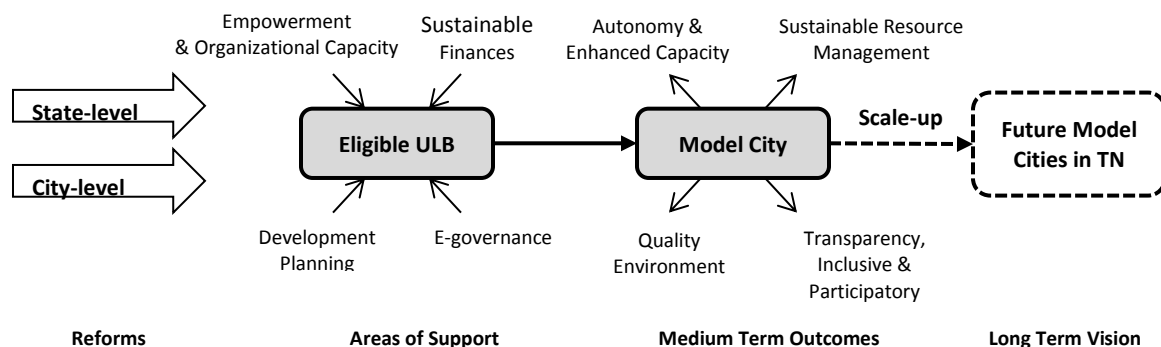 Empowerment
& Organizational Capacity
Sustainable
Finances
Autonomy &
Enhanced Capacity
Sustainable Resource
Management
State-level
City-level
Eligible ULB
Model City
Scale-up
Future Model
Cities in TN
Development
Planning
E-governance
Quality
Environment
Transparency,
Inclusive &
Participatory
Reforms
Areas of Support
Medium Term Outcomes
Long Term Vision